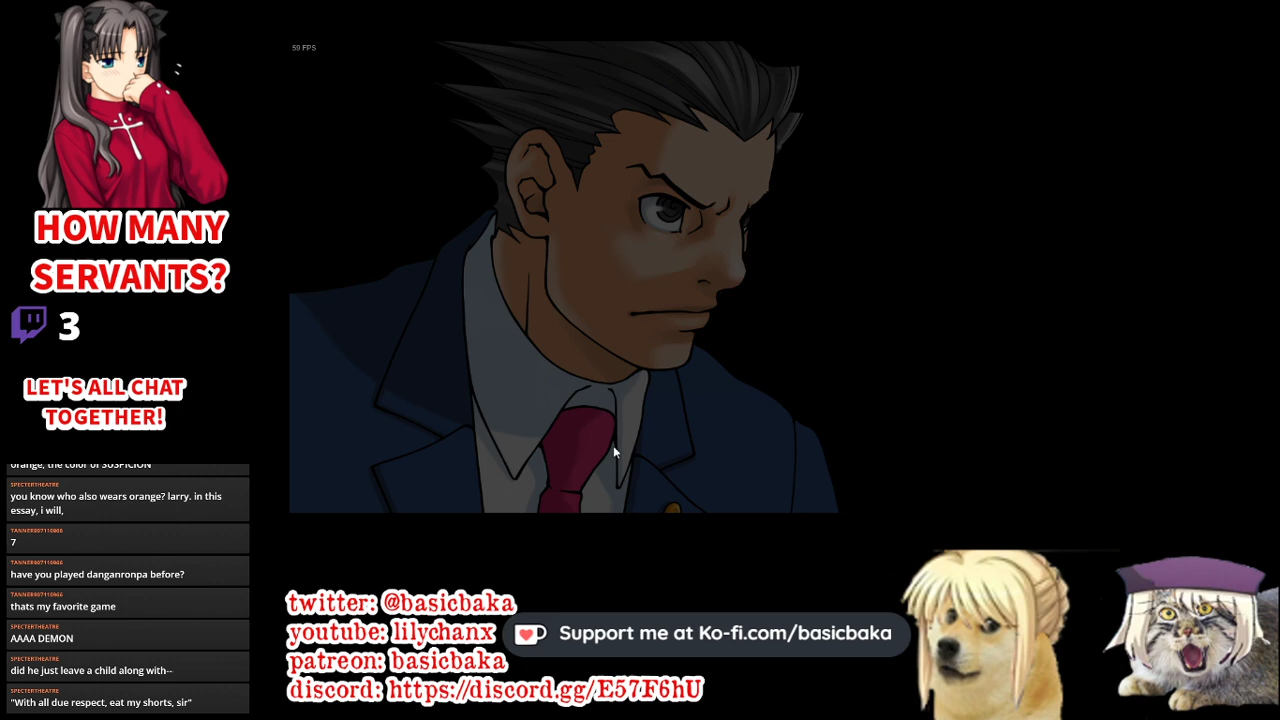 59 FPS
HOW MANY
SERVANTS?
3
LET'S ALL CHAT
TOGETHER!
orange, the color of SUSPICION
SPECTERTHEATRE
you know who also wears orange? larry. in this
essay, i will,
TANNER987110966
7
TANNER987110966
have you played danganronpa before?
TANNER987110966
thats my favorite game
SPECTERTHEATRE
AAAA DEMON
SPECTERTHEATRE
did he just leave a child along with--
SPECTERTHEATRE
"With all due respect, eat my shorts, sir"
twitter: @basicbaka
youtube: lilychanx
Support me at Ko-fi.com/basicbaka
patreon: basicbaka
discord: https://discord.gg/E57F6hU